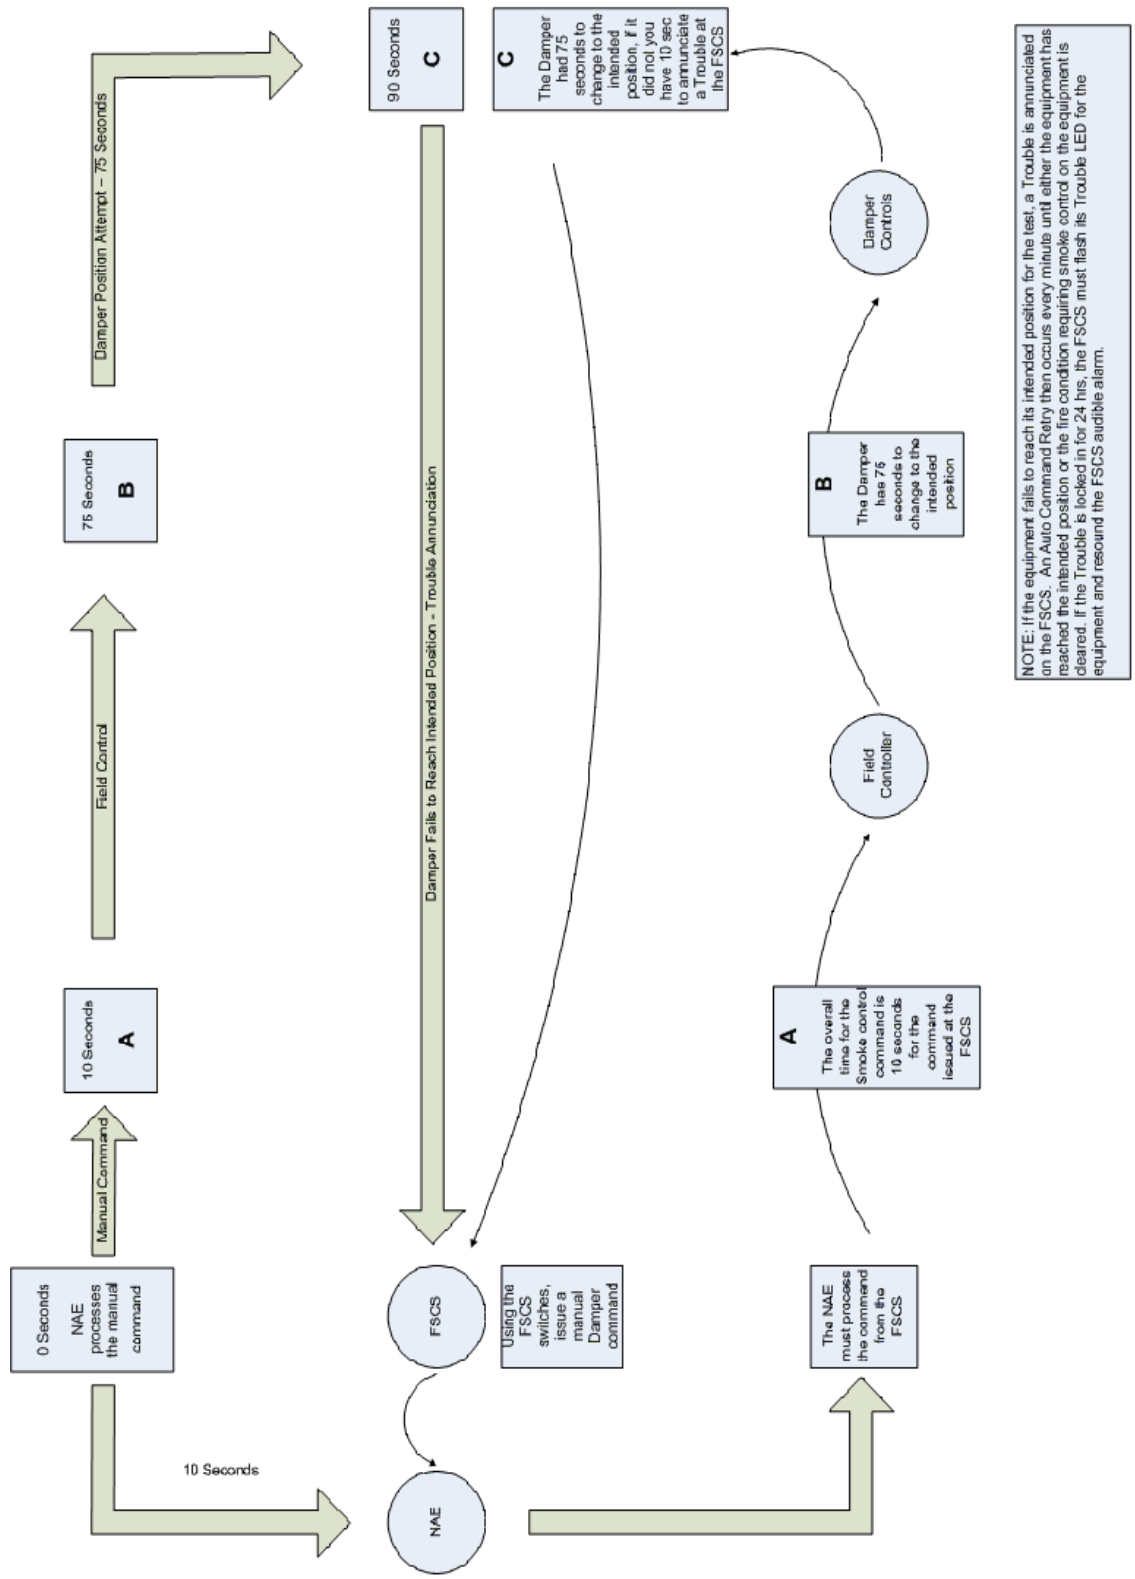 0 Seconds
NAE
processes
the manual
command
Manual Command
10 Seconds
A
Field Control
75 Seconds
B
Damper Position Attempt – 75 Seconds
10 Seconds
NAE
FSCS
Damper Fails to Reach Intended Position - Trouble Annunciation
90 Seconds
C
Using the
FSCS
switches,
issue a
manual
Damper
command
C
The Damper
had 75
seconds to
change to the
intended
position, if it
did not you
have 10 sec
to annunciate
a Trouble at
the FSCS
The NAE
must process
the command
from the
FSCS
A
The overall
time for the
Smoke control
command is
10 seconds
for the
command
issued at the
FSCS
Field
Controller
B
The Damper
has 75
seconds to
change to the
intended
position
Damper
Controls
NOTE: If the equipment fails to reach its intended position for the test, a Trouble is annunciated
on the FSCS. An Auto Command Retry then occurs every minute until either the equipment has
reached the intended position or the fire condition requiring smoke control on the equipment is
cleared. If the Trouble is locked in for 24 hrs, the FSCS must flash its Trouble LED for the
equipment and resound the FSCS audible alarm.